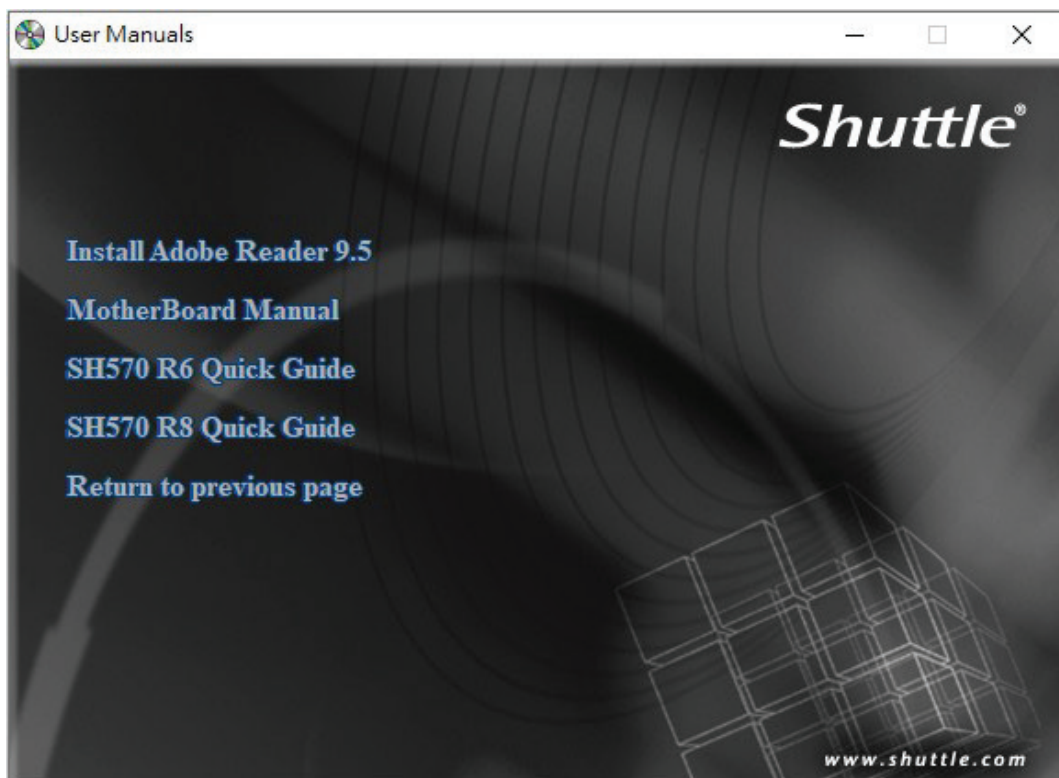 User Manuals
Shuttle®
Install Adobe Reader 9.5
MotherBoard Manual
SH570 R6 Quick Guide
SH570 R8 Quick Guide
Return to previous page
www.shuttle.com